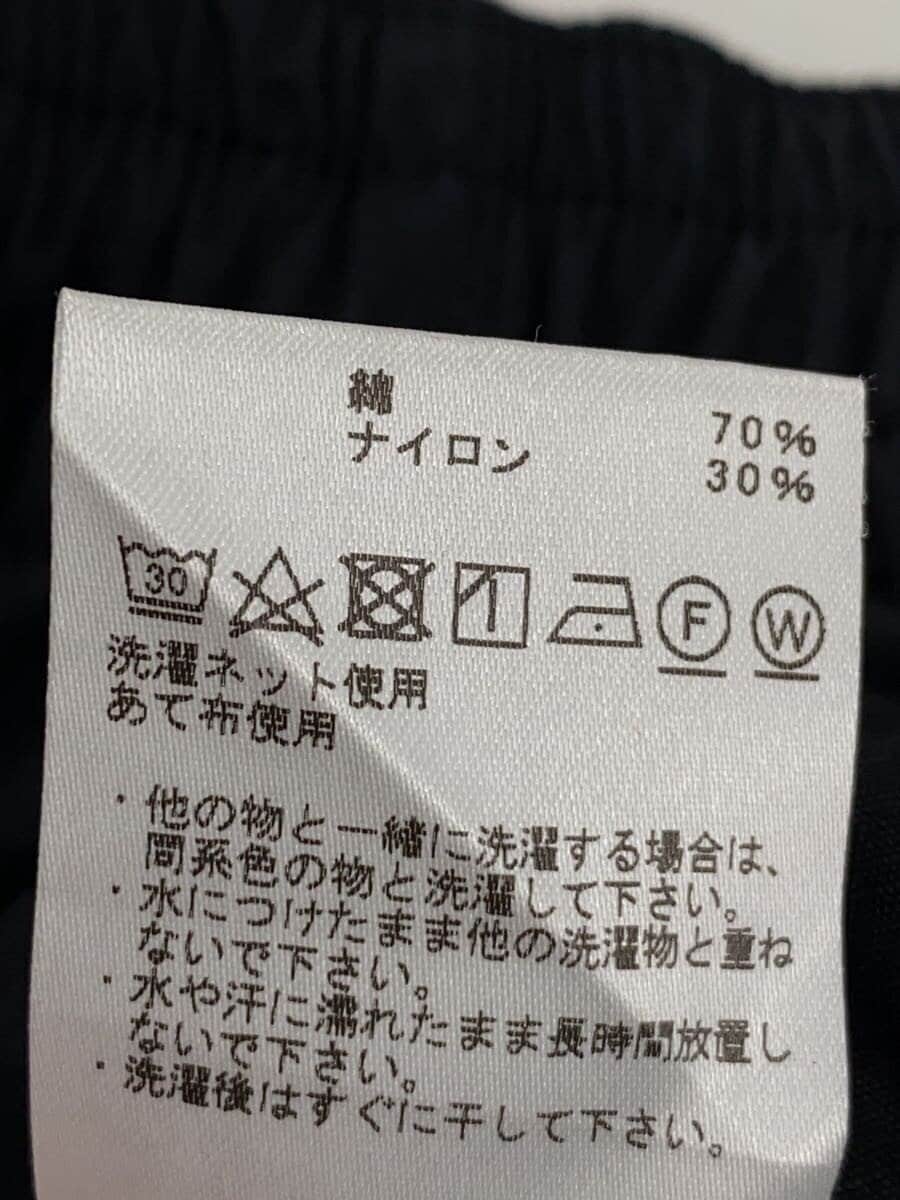 綿 70%
ナイロン 30%
30 F W
洗濯ネット使用
あて布使用
・他の物と一緒に洗濯する場合は、
同系色の物と洗濯して下さい。
・水につけたまま他の洗濯物と重ね
ないで下さい。
・水や汗に濡れたまま長時間放置し
ないで下さい。
・洗濯後はすぐに干して下さい。